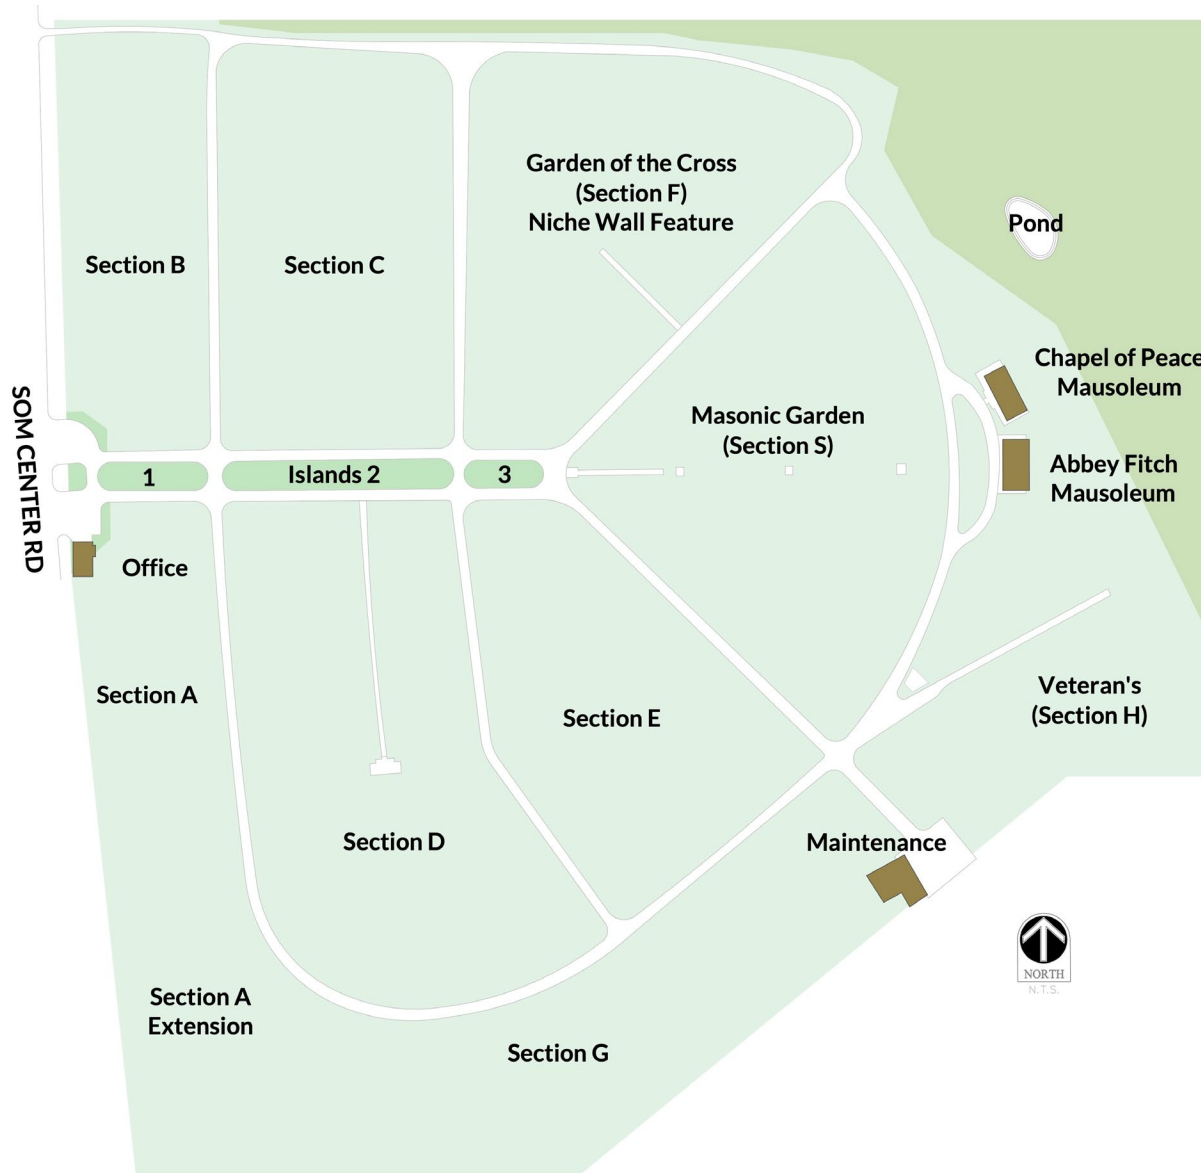 Garden of the Cross
(Section F)
Niche Wall Feature
Pond
Section B
Section C
Chapel of Peace
Mausoleum
SOM CENTER RD
Masonic Garden
(Section S)
1
Islands 2
3
Abbey Fitch
Mausoleum
Office
Section A
Section E
Veteran's
(Section H)
Section D
Maintenance
NORTH
N.T.S.
Section A
Extension
Section G